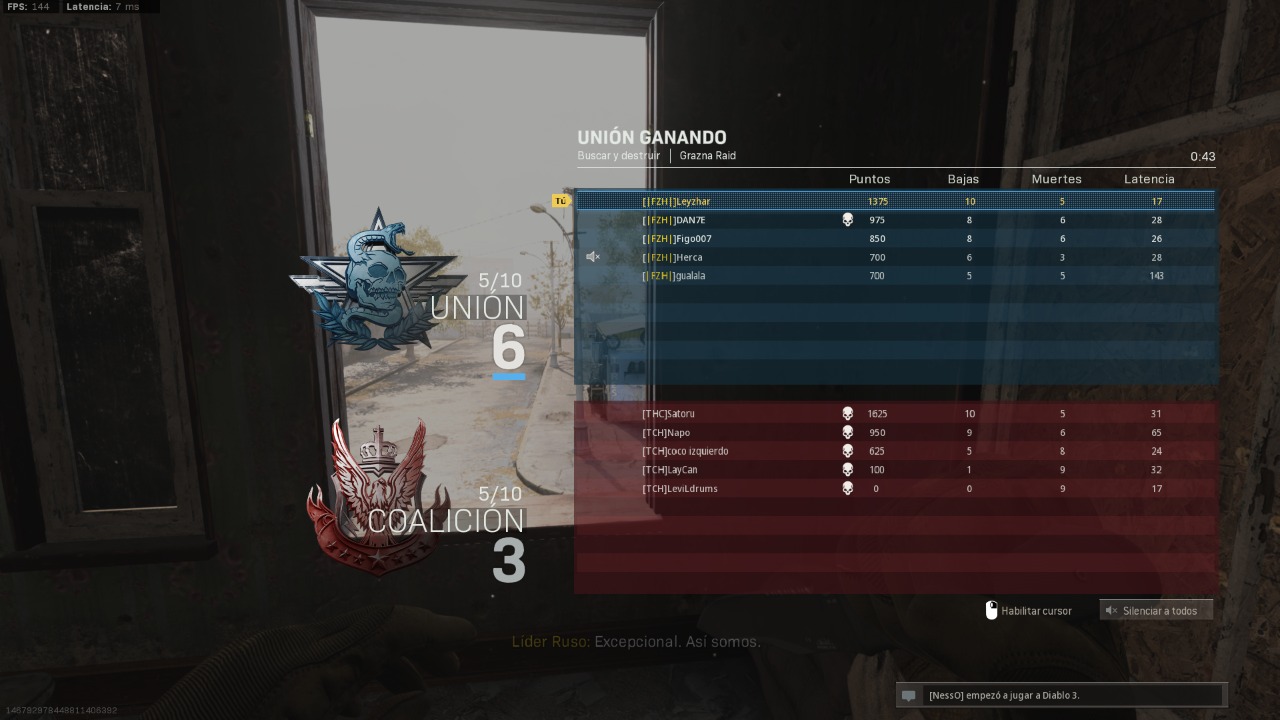 FPS: 144 Latencia: 7 ms
UNIÓN GANANDO
Buscar y destruir | Grazna Raid 0:43
Puntos Bajas Muertes Latencia
TÚ [|FZH|]Leyzhar 1375 10 5 17
[|FZH|]DAN7E 975 8 6 28
[|FZH|]Figo007 850 8 6 26
[|FZH|]Herca 700 6 3 28
[|FZH|]gualala 700 5 5 143
5/10
UNIÓN
6
[THC]Satoru 1625 10 5 31
[TCH]Napo 950 9 6 65
[TCH]coco izquierdo 625 5 8 24
[TCH]LayCan 100 1 9 32
[TCH]LeviLdrums 0 0 9 17
5/10
COALICIÓN
3
Habilitar cursor Silenciar a todos
Líder Ruso: Excepcional. Así somos.
[NessO] empezó a jugar a Diablo 3.